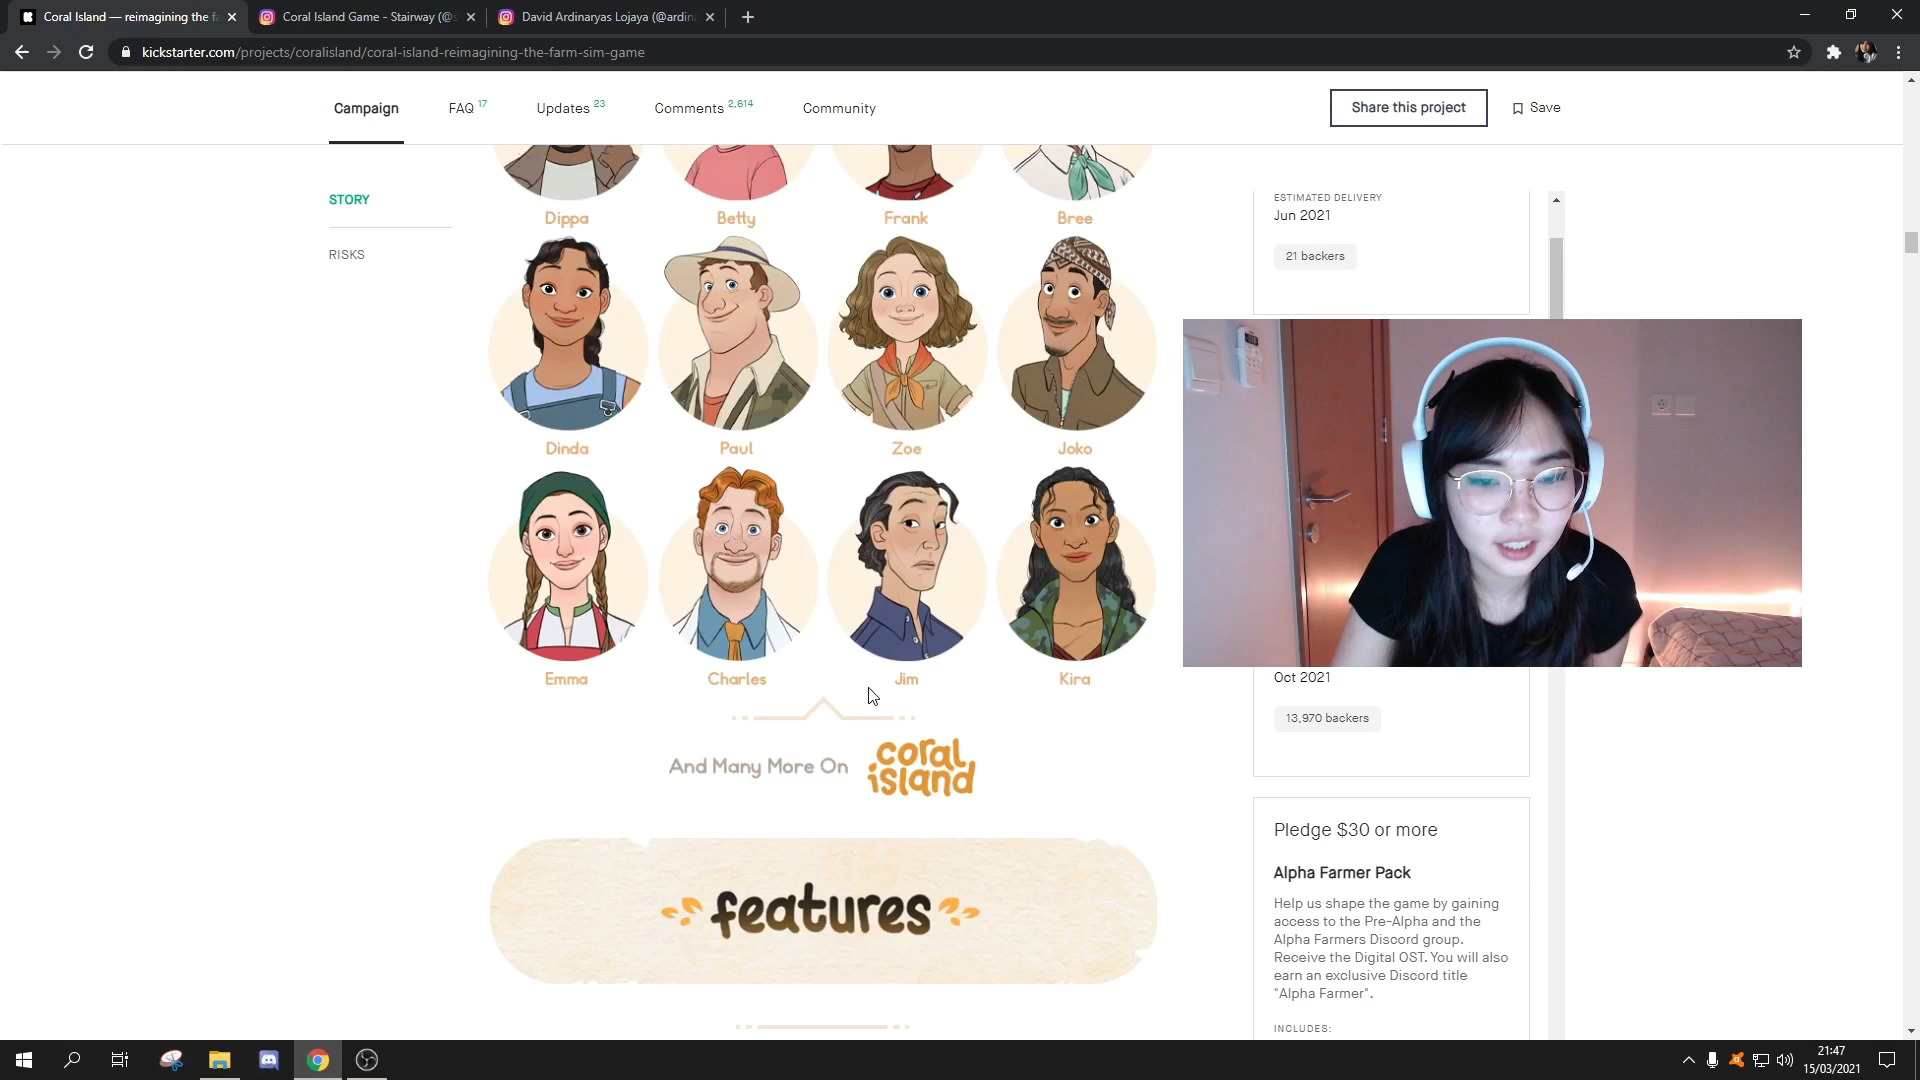 Coral Island — reimagining the fa
Coral Island Game - Stairway (@s
David Ardinaryas Lojaya (@ardin
kickstarter.com/projects/coralisland/coral-island-reimagining-the-farm-sim-game
Campaign
FAQ 17
Updates 23
Comments 2,614
Community
Share this project
Save
STORY
RISKS
Dippa
Betty
Frank
Bree
Dinda
Paul
Zoe
Joko
Emma
Charles
Jim
Kira
And Many More On
coral
island
features
ESTIMATED DELIVERY
Jun 2021
21 backers
Oct 2021
13,970 backers
Pledge $30 or more
Alpha Farmer Pack
Help us shape the game by gaining
access to the Pre-Alpha and the
Alpha Farmers Discord group.
Receive the Digital OST. You will also
earn an exclusive Discord title
"Alpha Farmer".
INCLUDES:
21:47
15/03/2021